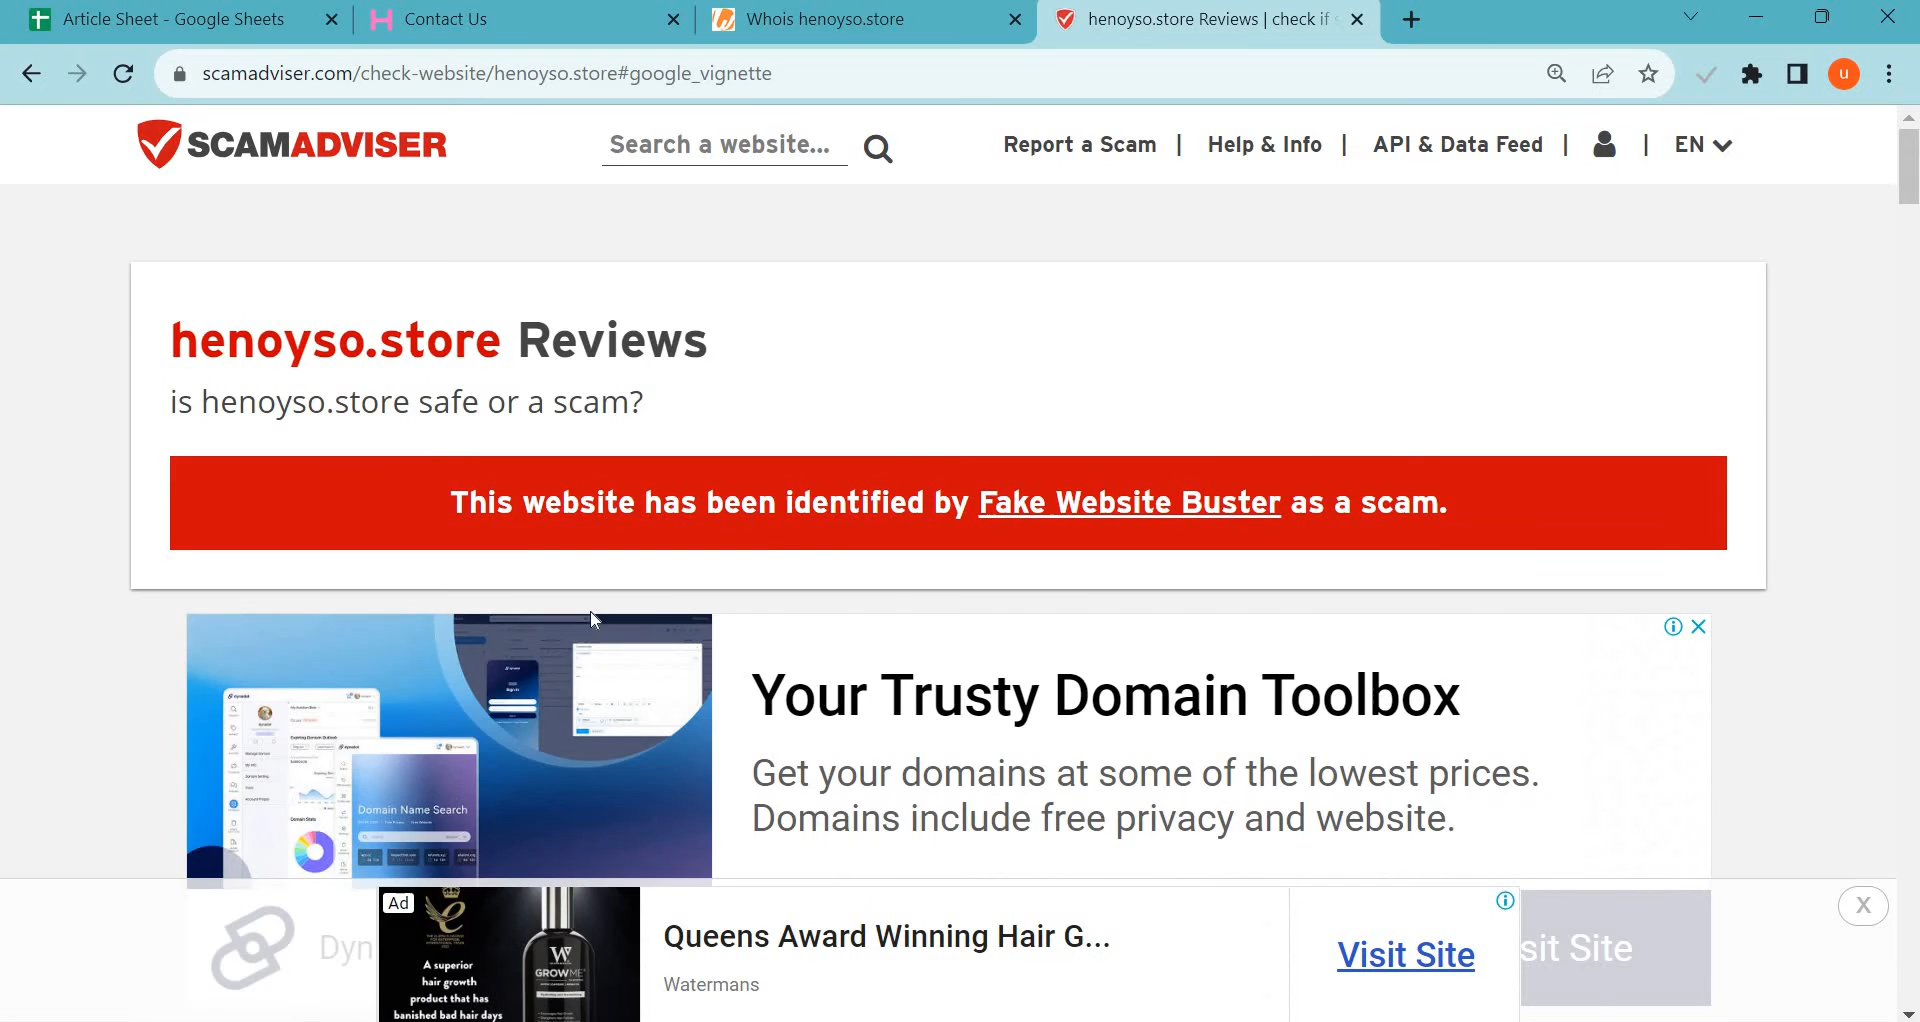 Article Sheet - Google Sheets
Contact Us
Whois henoyso.store
henoyso.store Reviews | check if
scamadviser.com/check-website/henoyso.store#google_vignette
u
SCAMADVISER
Search a website...
Report a Scam | Help & Info | API & Data Feed | | EN
henoyso.store Reviews
is henoyso.store safe or a scam?
This website has been identified by Fake Website Buster as a scam.
Your Trusty Domain Toolbox
Get your domains at some of the lowest prices.
Domains include free privacy and website.
Domain Name Search
Dyn
Ad
A superior
hair growth
product that has
banished bad hair days
W
GROWME
Queens Award Winning Hair G...
Watermans
Visit Site
sit Site
X